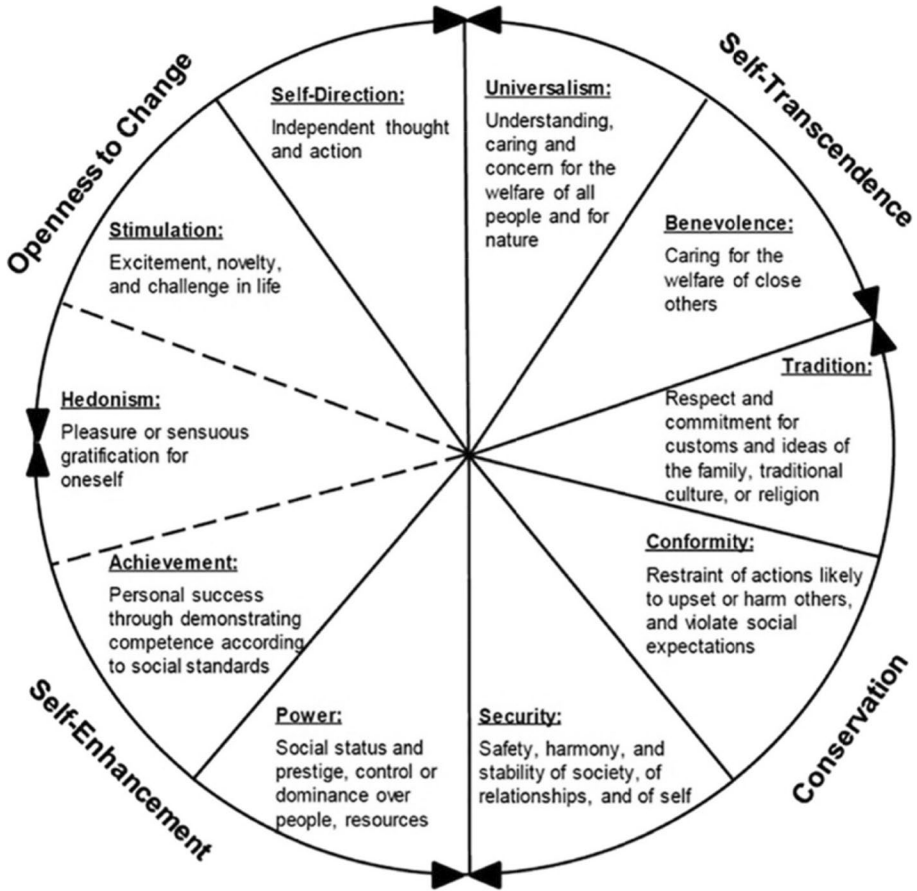 Openness to Change
Self-Transcendence
Self-Direction:
Independent thought
and action
Universalism:
Understanding,
caring and
concern for the
welfare of all
people and for
nature
Stimulation:
Excitement, novelty,
and challenge in life
Benevolence:
Caring for the
welfare of close
others
Hedonism:
Pleasure or sensuous
gratification for
oneself
Tradition:
Respect and
commitment for
customs and ideas of
the family, traditional
culture, or religion
Achievement:
Personal success
through demonstrating
competence according
to social standards
Conformity:
Restraint of actions likely
to upset or harm others,
and violate social
expectations
Power:
Social status and
prestige, control or
dominance over
people, resources
Security:
Safety, harmony, and
stability of society, of
relationships, and of self
Self-Enhancement
Conservation